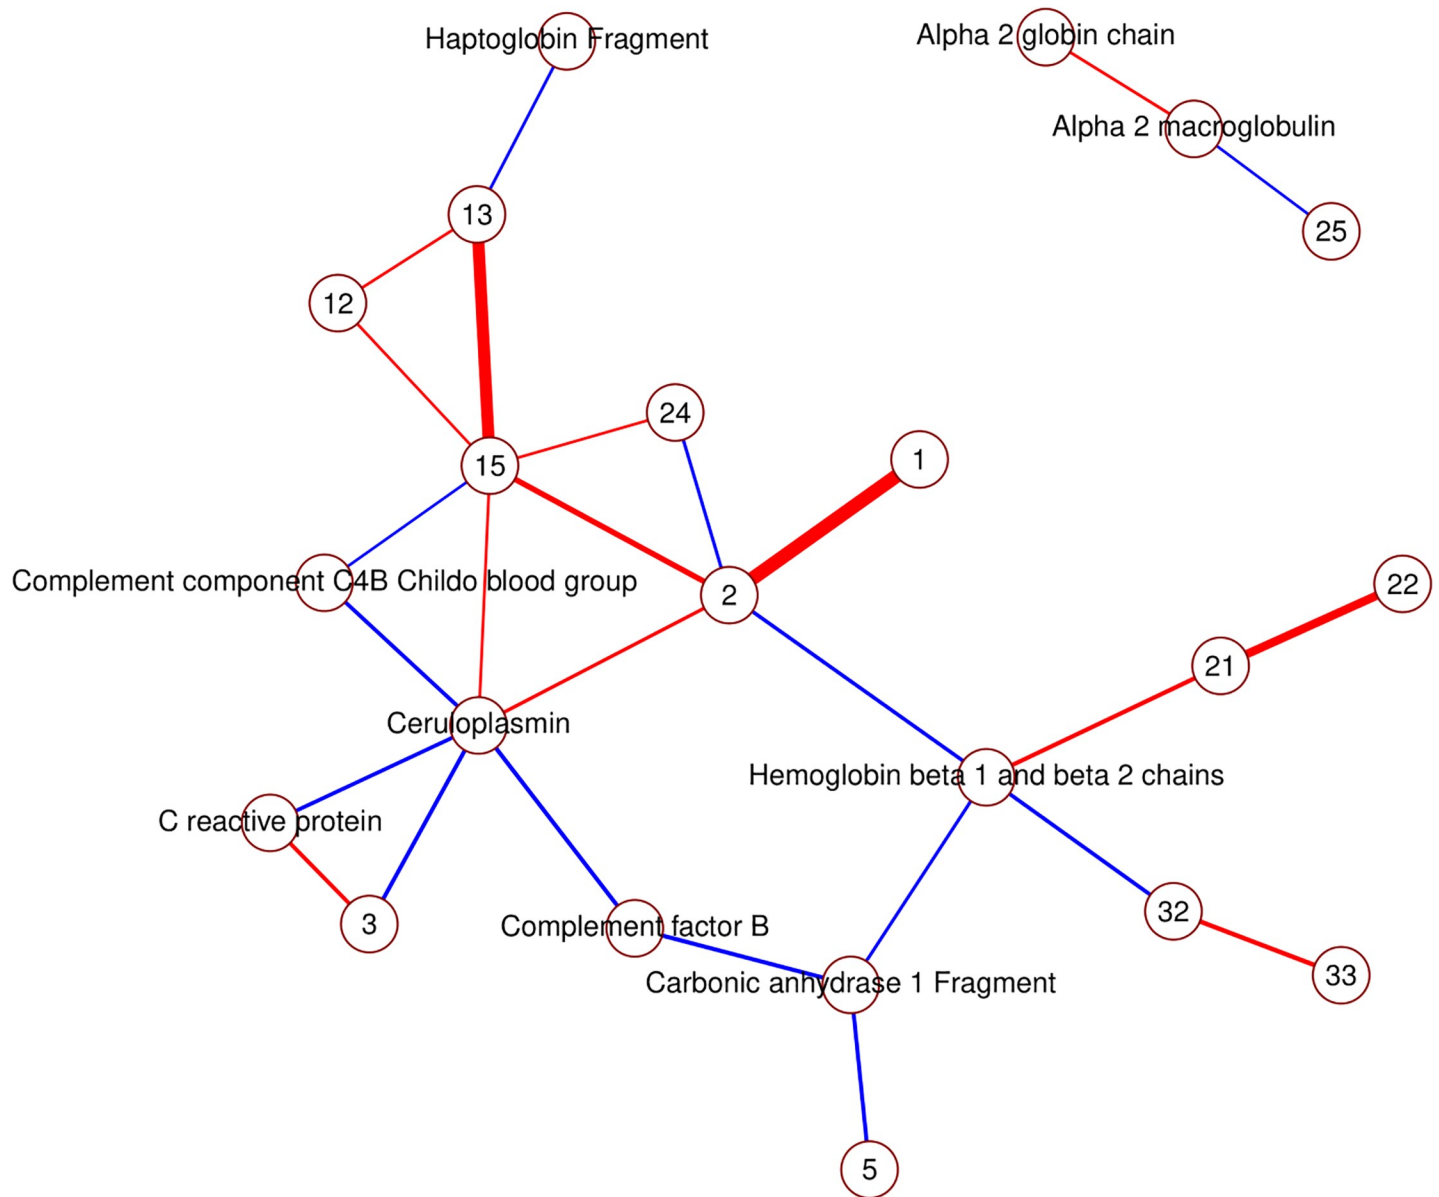 Haptoglobin Fragment
Alpha 2 globin chain
Alpha 2 macroglobulin
13
25
12
24
15
1
Complement component C4B Childo blood group
2
22
21
Ceruloplasmin
Hemoglobin beta 1 and beta 2 chains
C reactive protein
32
3
Complement factor B
33
Carbonic anhydrase 1 Fragment
5